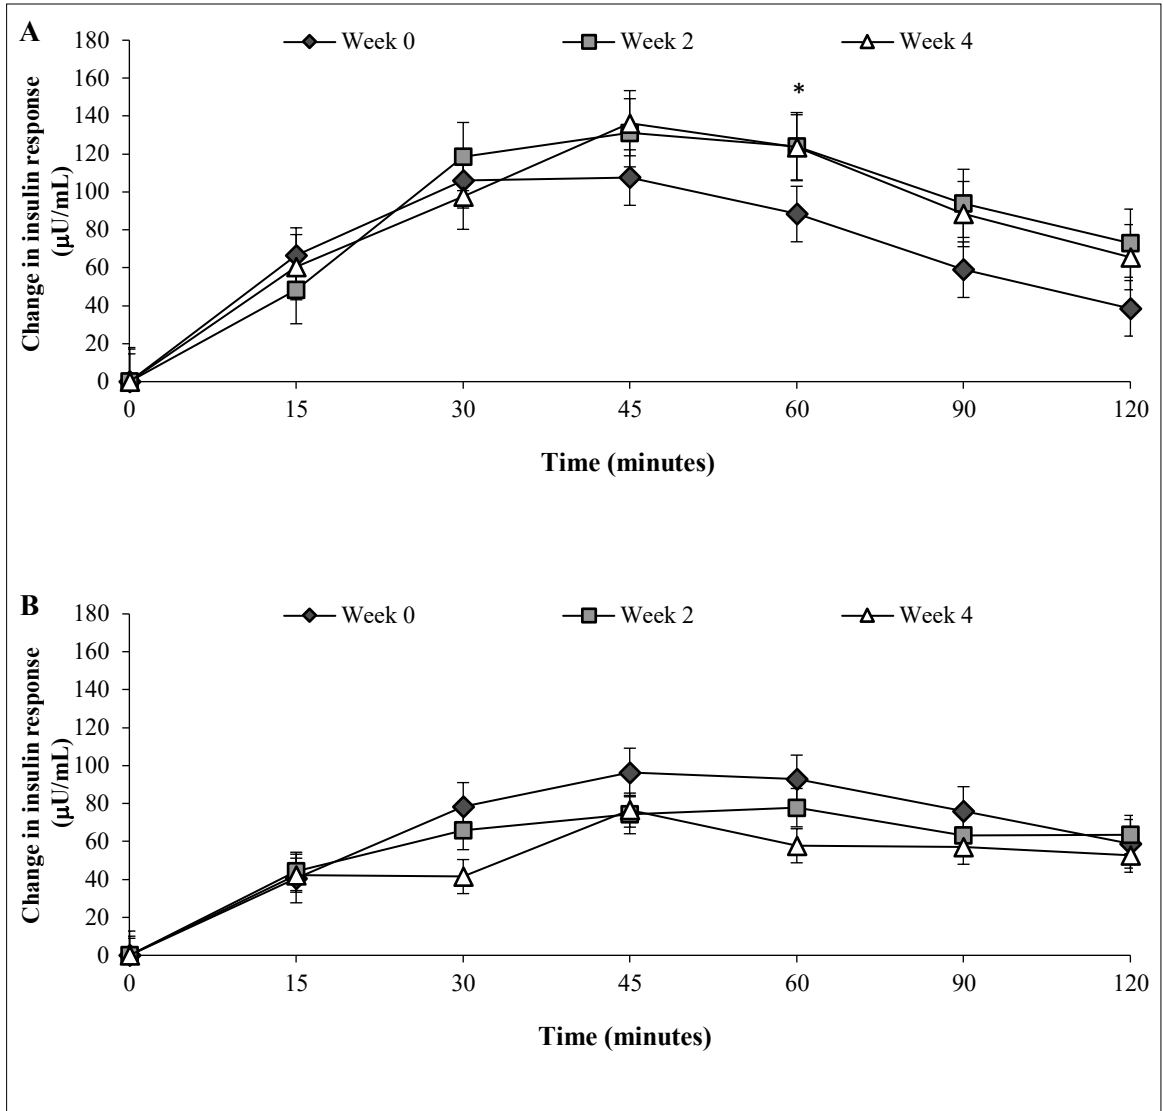 A
Week 0
Week 2
Week 4
Change in insulin response
(µU/mL)
180
160
140
120
100
80
60
40
20
0
*
0 15 30 45 60 90 120
Time (minutes)
B
Week 0
Week 2
Week 4
Change in insulin response
(µU/mL)
180
160
140
120
100
80
60
40
20
0
0 15 30 45 60 90 120
Time (minutes)